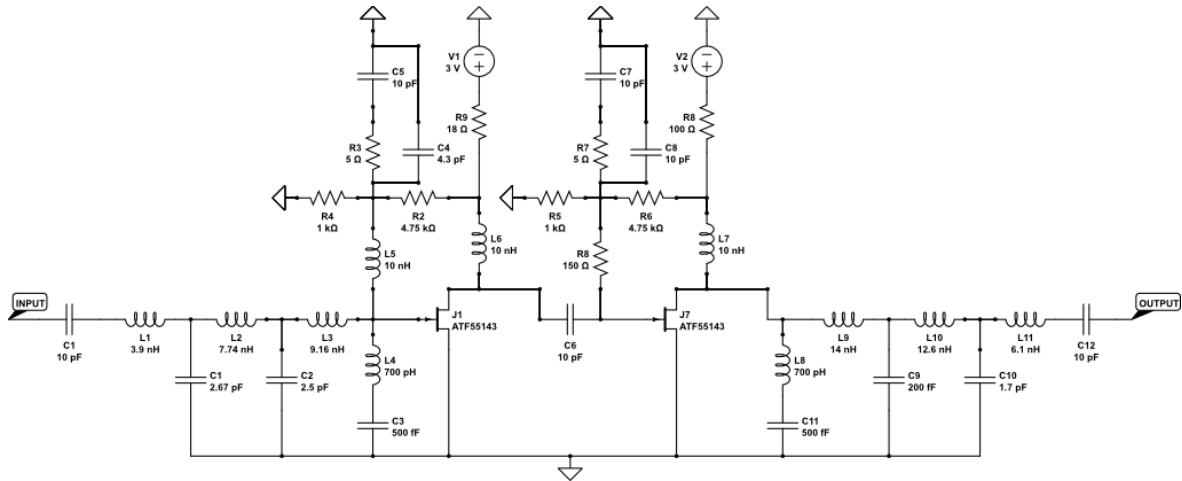 V1
3 V
V2
3 V
C5
10 pF
C7
10 pF
R9
18 Ω
R8
100 Ω
R3
5 Ω
C4
4.3 pF
R7
5 Ω
C8
10 pF
R4
1 kΩ
R2
4.75 kΩ
R5
1 kΩ
R6
4.75 kΩ
L5
10 nH
L6
10 nH
R8
150 Ω
L7
10 nH
INPUT
OUTPUT
C1
10 pF
L1
3.9 nH
L2
7.74 nH
L3
9.16 nH
J1
ATF55143
C6
10 pF
J7
ATF55143
L9
14 nH
L10
12.6 nH
L11
6.1 nH
C12
10 pF
L4
700 pH
L8
700 pH
C1
2.67 pF
C2
2.5 pF
C9
200 fF
C10
1.7 pF
C3
500 fF
C11
500 fF